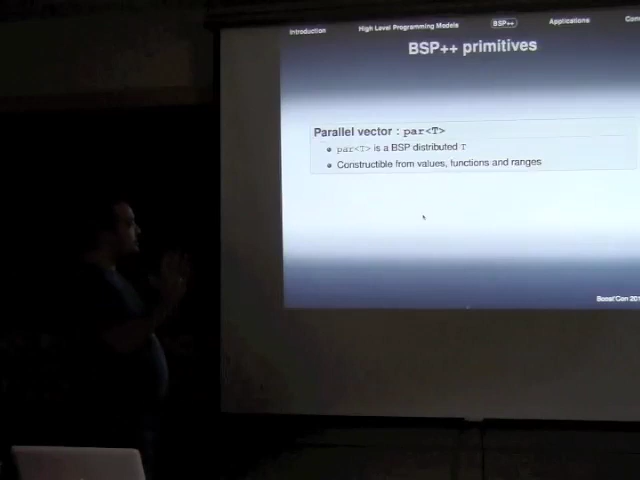 Introduction High Level Programming Models BSP++ Applications
BSP++ primitives
Parallel vector : par<T>
par<T> is a BSP distributed T
Constructible from values, functions and ranges